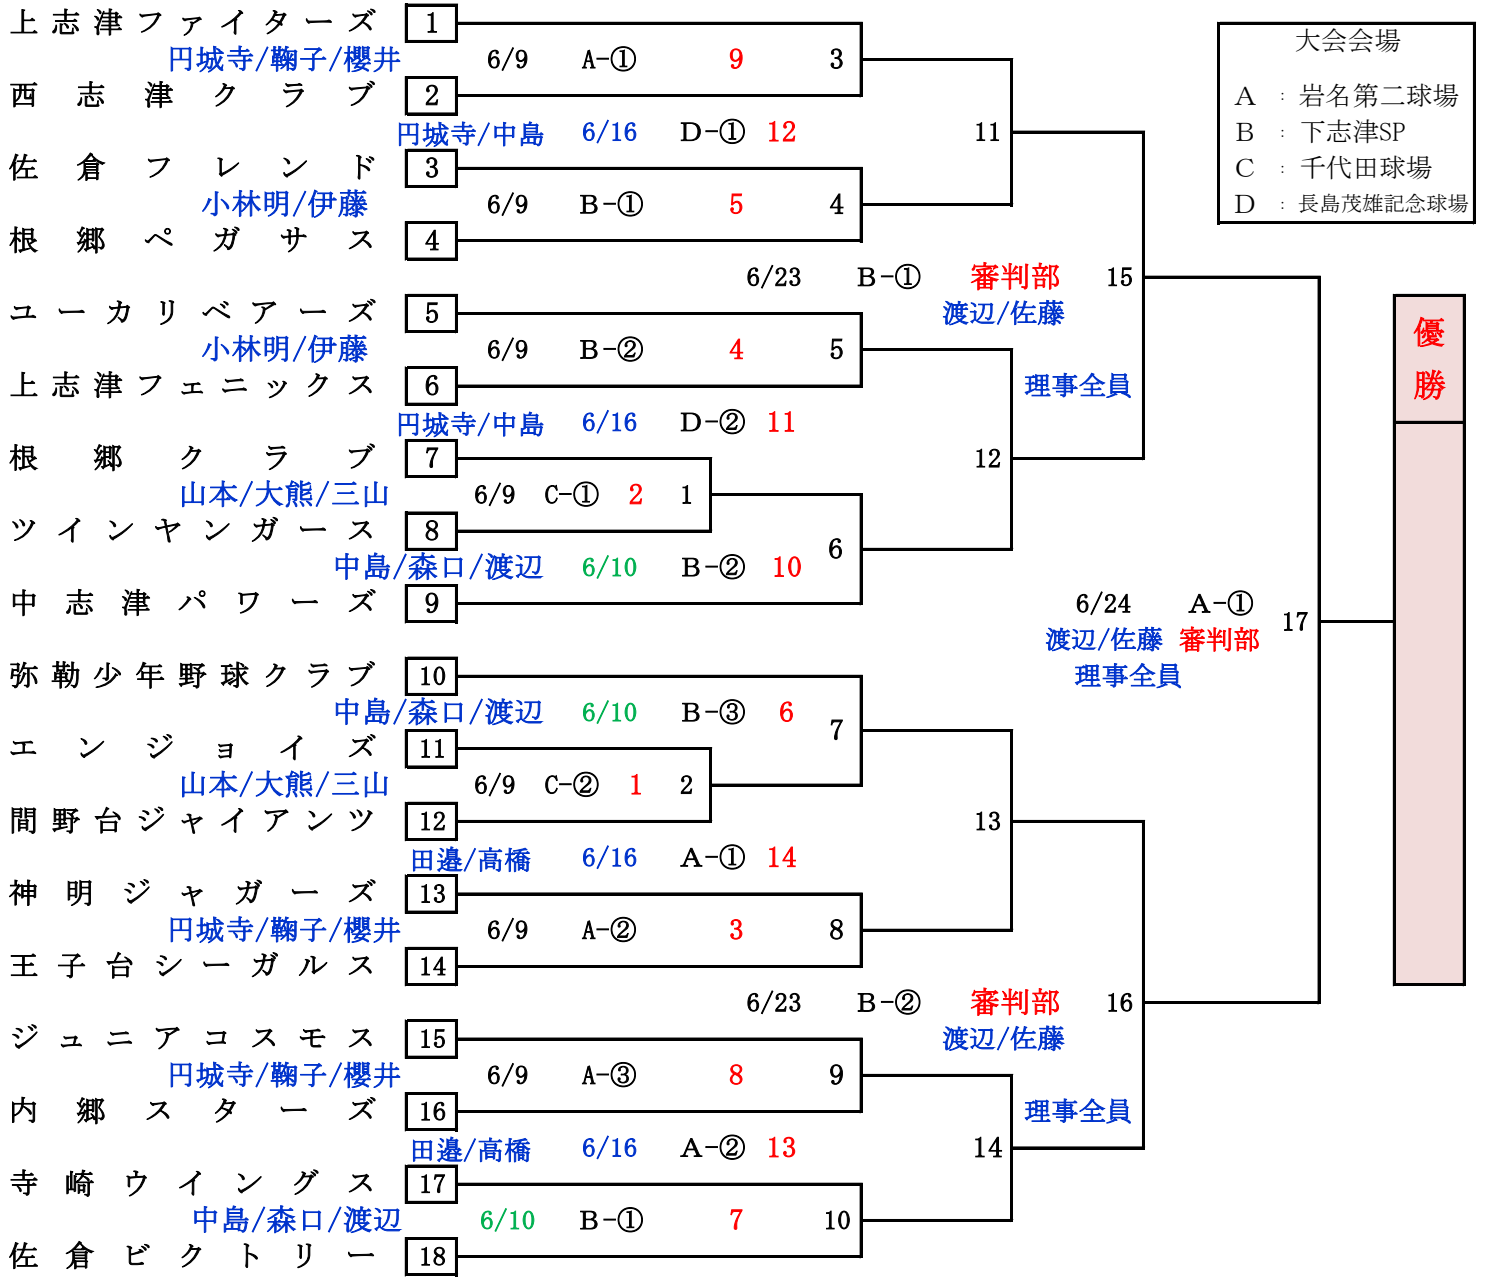 上志津ファイターズ 1
大会会場
円城寺/鞠子/櫻井 6/9 A-① 9 3
西志津クラブ 2
A : 岩名第二球場
円城寺/中島 6/16 D-① 12 11
B : 下志津SP
佐倉フレンド 3
C : 千代田球場
小林明/伊藤 6/9 B-① 5 4
D : 長島茂雄記念球場
根郷ペガサス 4
6/23 B-① 審判部 15
ユーカリベアーズ 5
渡辺/佐藤
優
小林明/伊藤 6/9 B-② 4 5
上志津フェニックス 6
理事全員
勝
円城寺/中島 6/16 D-② 11
根郷クラブ 7
12
山本/大熊/三山 6/9 C-① 2 1
ツインヤンガース 8
6
中島/森口/渡辺 6/10 B-② 10
中志津パワーズ 9
6/24 A-① 17
渡辺/佐藤 審判部
弥勒少年野球クラブ 10
理事全員
中島/森口/渡辺 6/10 B-③ 6 7
エンジョイズ 11
山本/大熊/三山 6/9 C-② 1 2
間野台ジャイアンツ 12
13
田邉/高橋 6/16 A-① 14
神明ジャガーズ 13
円城寺/鞠子/櫻井 6/9 A-② 3 8
王子台シーガルス 14
6/23 B-② 審判部 16
ジュニアコスモス 15
渡辺/佐藤
円城寺/鞠子/櫻井 6/9 A-③ 8 9
内郷スターズ 16
理事全員
田邉/高橋 6/16 A-② 13 14
寺崎ウイングス 17
中島/森口/渡辺 6/10 B-① 7 10
佐倉ビクトリー 18